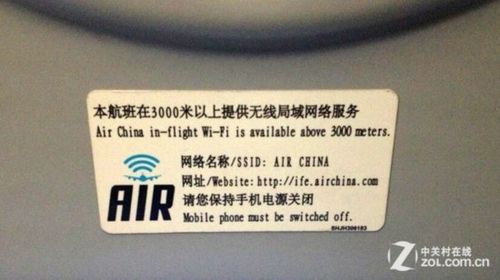 本航班在3000米以上提供无线局域网络服务
Air China in-flight Wi-Fi is available above 3000 meters.
网络名称/SSID: AIR CHINA
网址/Website: http://ife.airchina.com
请您保持手机电源关闭
Mobile phone must be switched off.
AIR
SHJH300183
中关村在线
ZOL.COM.CN